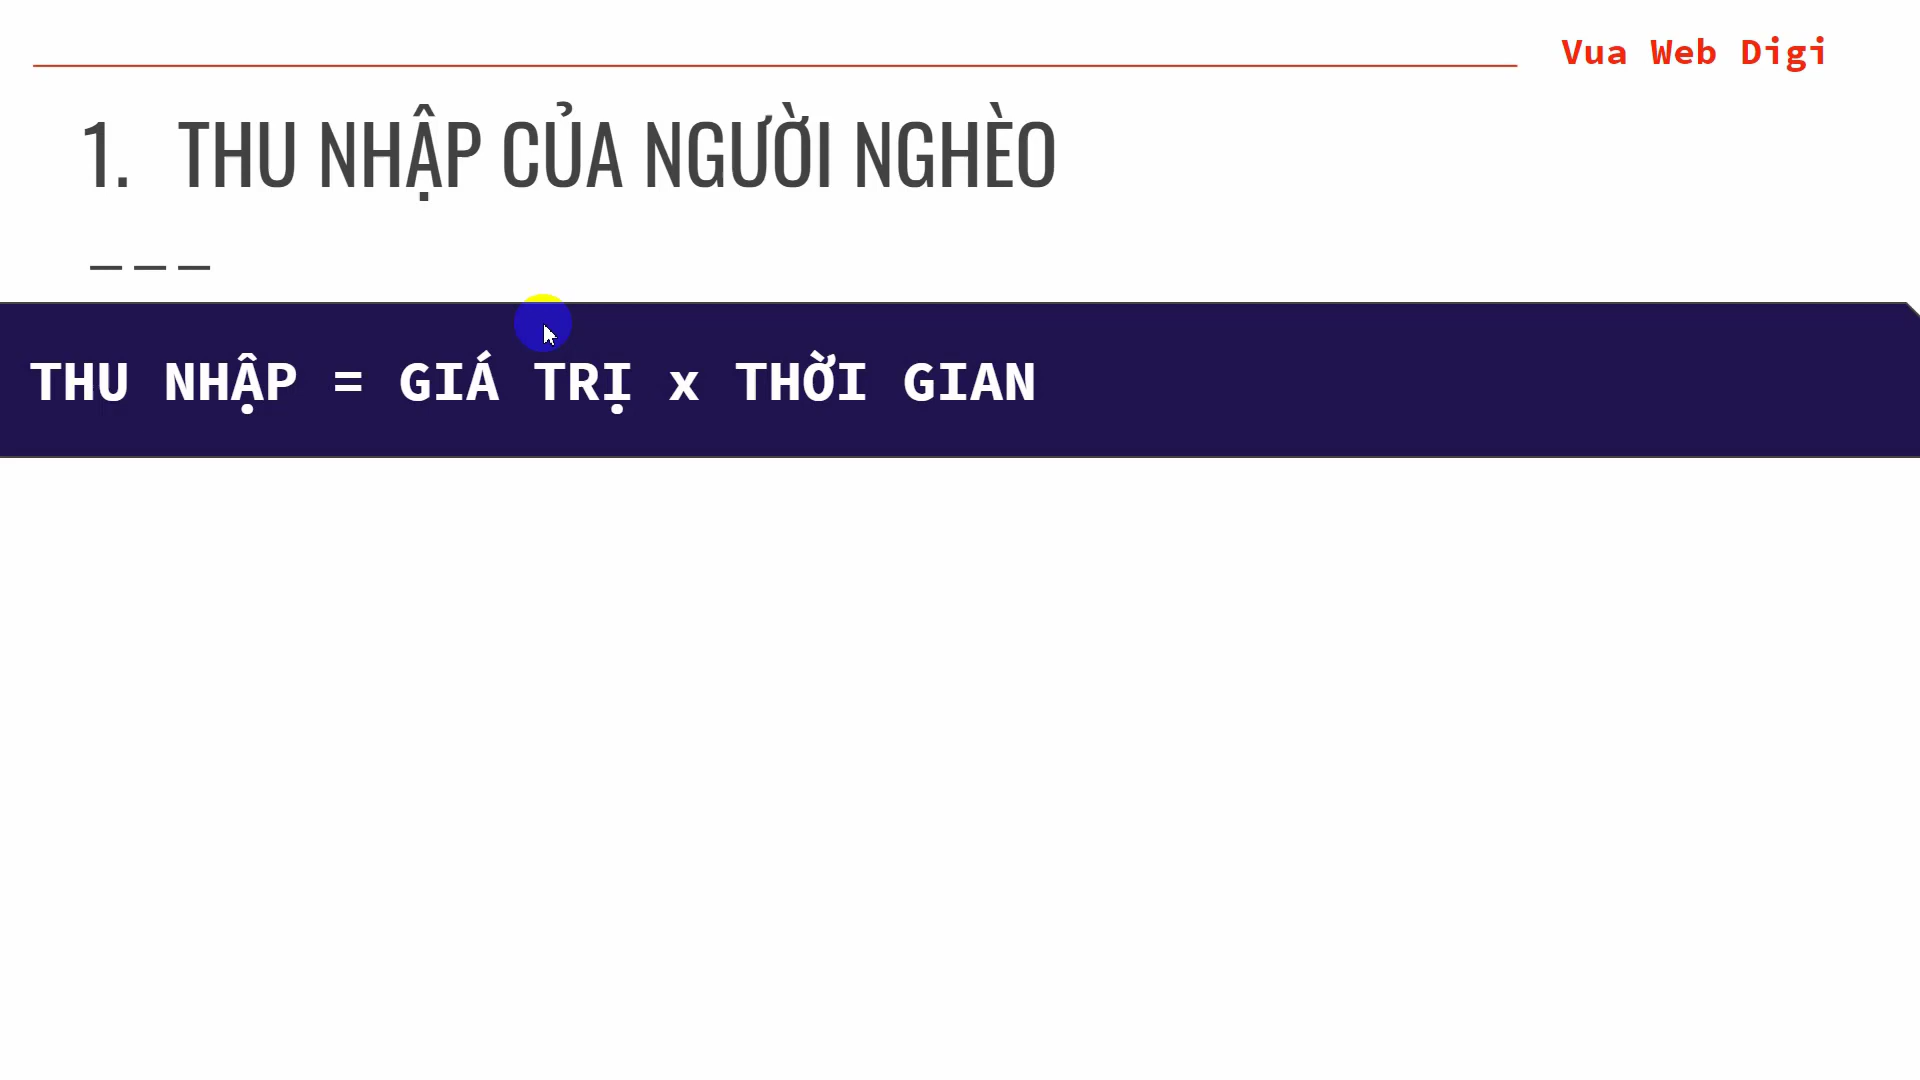 Vua Web Digi
1. THU NHẬP CỦA NGƯỜI NGHÈO
THU NHẬP = GIÁ TRỊ x THỜI GIAN